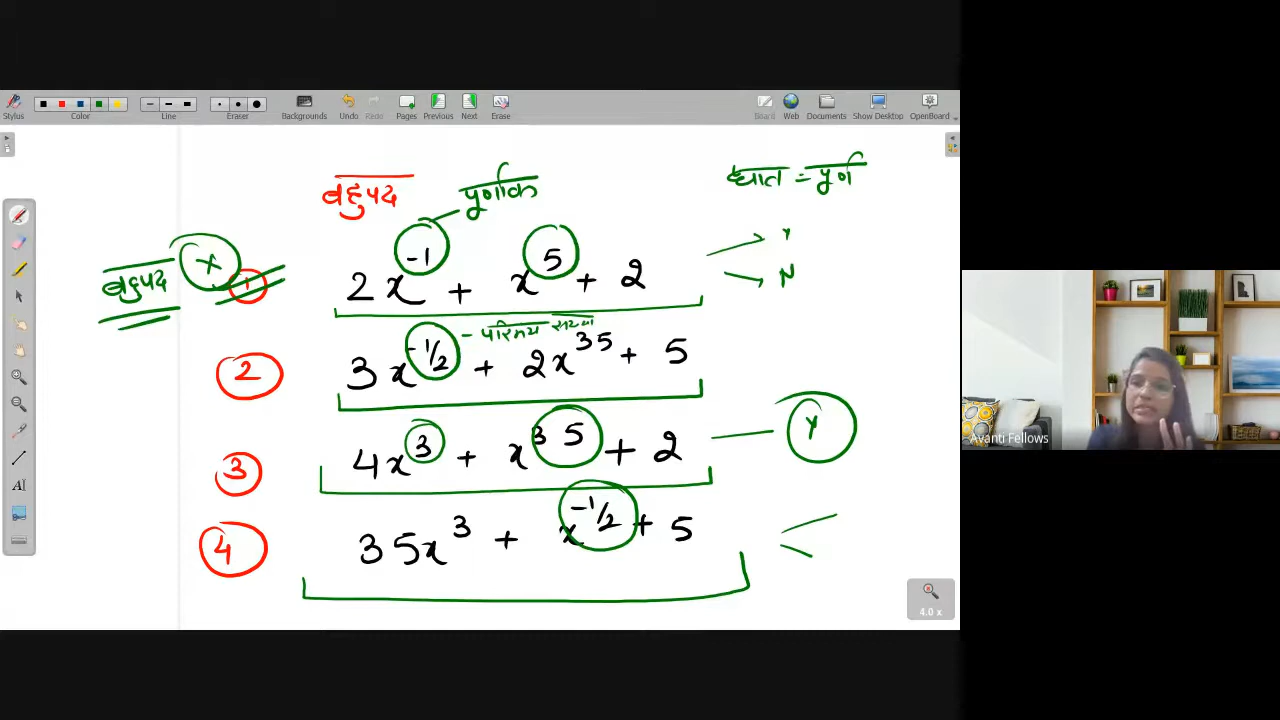 Stylus Color Line Eraser Backgrounds Undo Redo Pages Previous Next Erase Board Web Documents Show Desktop OpenBoard
बहुपद पूर्णांक घात = पूर्ण
बहुपद x 1 2x⁻¹ + x⁵ + 2 Y
N
2 3x⁻¹/² - परिमेय संख्या + 2x³⁵ + 5
3 4x³ + x³⁵ + 2 Y
4 35x³ + x⁻¹/² + 5
Avanti Fellows
4.0 x